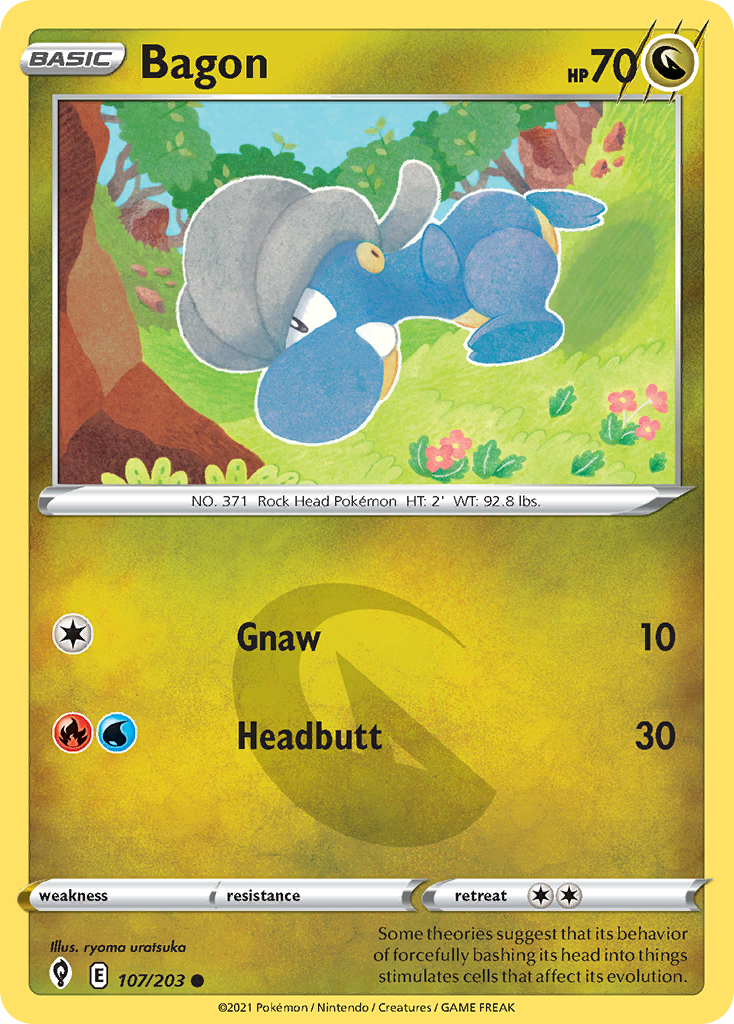 BASIC Bagon HP 70
NO. 371 Rock Head Pokémon HT: 2' WT: 92.8 lbs.
Gnaw 10
Headbutt 30
weakness resistance retreat
Illus. ryoma uratsuka
Some theories suggest that its behavior
of forcefully bashing its head into things
stimulates cells that affect its evolution.
E 107/203
©2021 Pokémon / Nintendo / Creatures / GAME FREAK